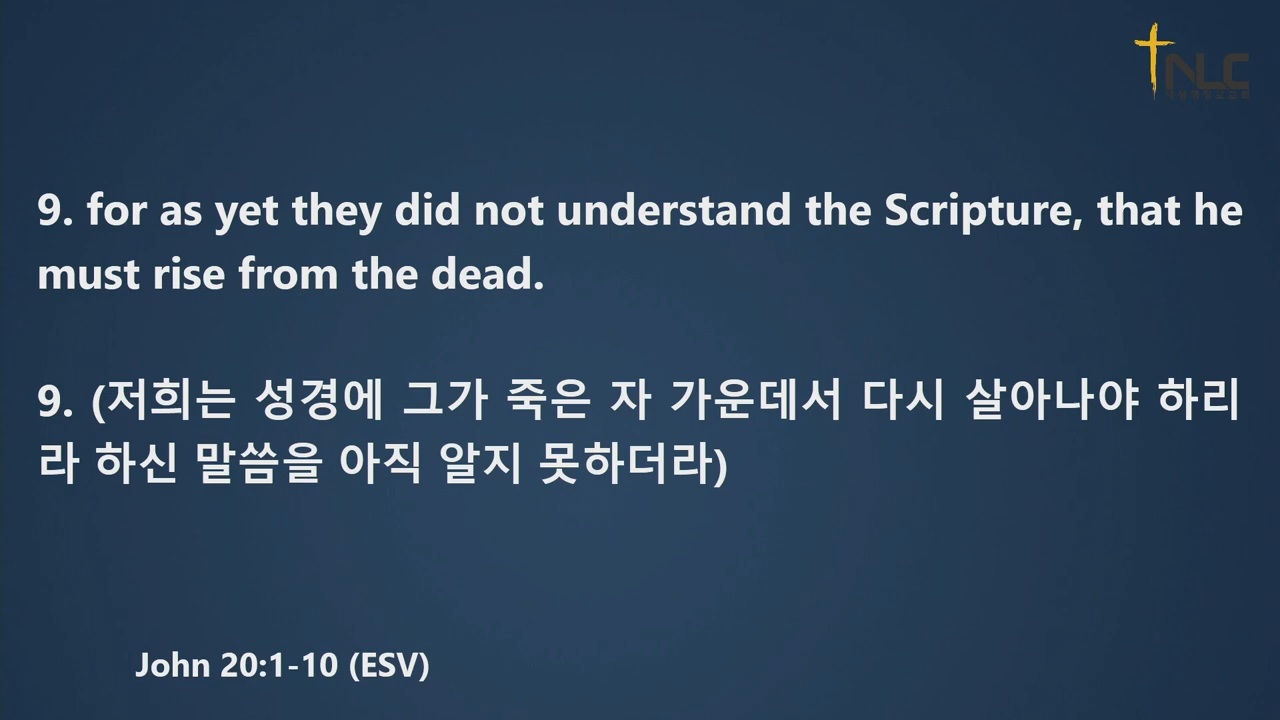 NLC
9. for as yet they did not understand the Scripture, that he
must rise from the dead.
9. (저희는 성경에 그가 죽은 자 가운데서 다시 살아나야 하리
라 하신 말씀을 아직 알지 못하더라)
John 20:1-10 (ESV)